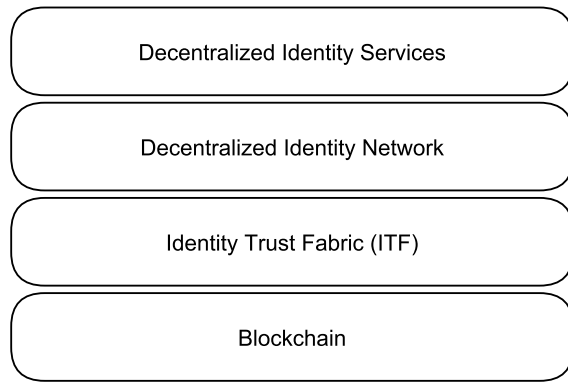 Decentralized Identity Services
Decentralized Identity Network
Identity Trust Fabric (ITF)
Blockchain